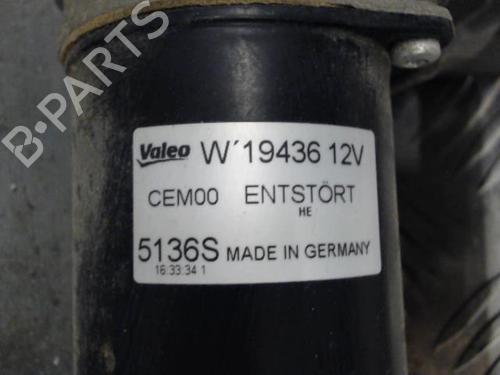 B-PARTS
Valeo W´19436 12V
CEM00 ENTSTÖRT
HE
5136S MADE IN GERMANY
16:33:34 1